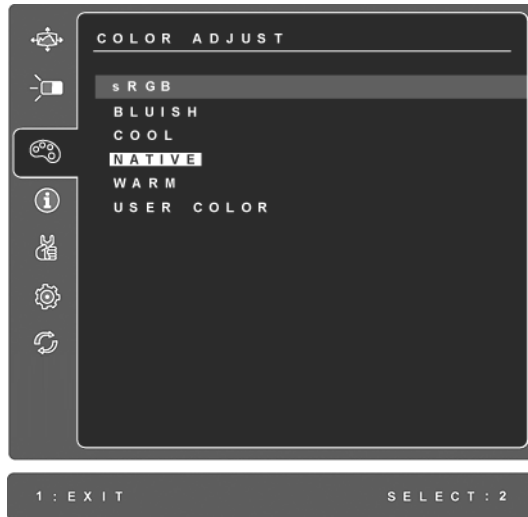 COLOR ADJUST
sRGB
BLUISH
COOL
NATIVE
WARM
USER COLOR
1:EXIT
SELECT:2